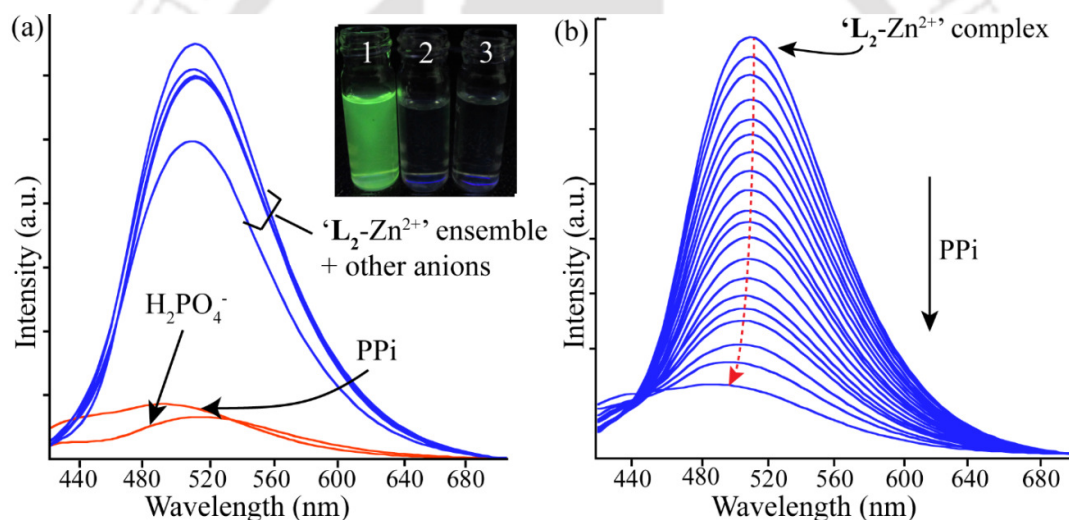 (a)
1 2 3
'L₂-Zn²⁺' ensemble
+ other anions
H₂PO₄⁻
PPi
Intensity (a.u.)
440 480 520 560 600 640 680
Wavelength (nm)
(b)
'L₂-Zn²⁺' complex
PPi
Intensity (a.u.)
440 480 520 560 600 640 680
Wavelength (nm)